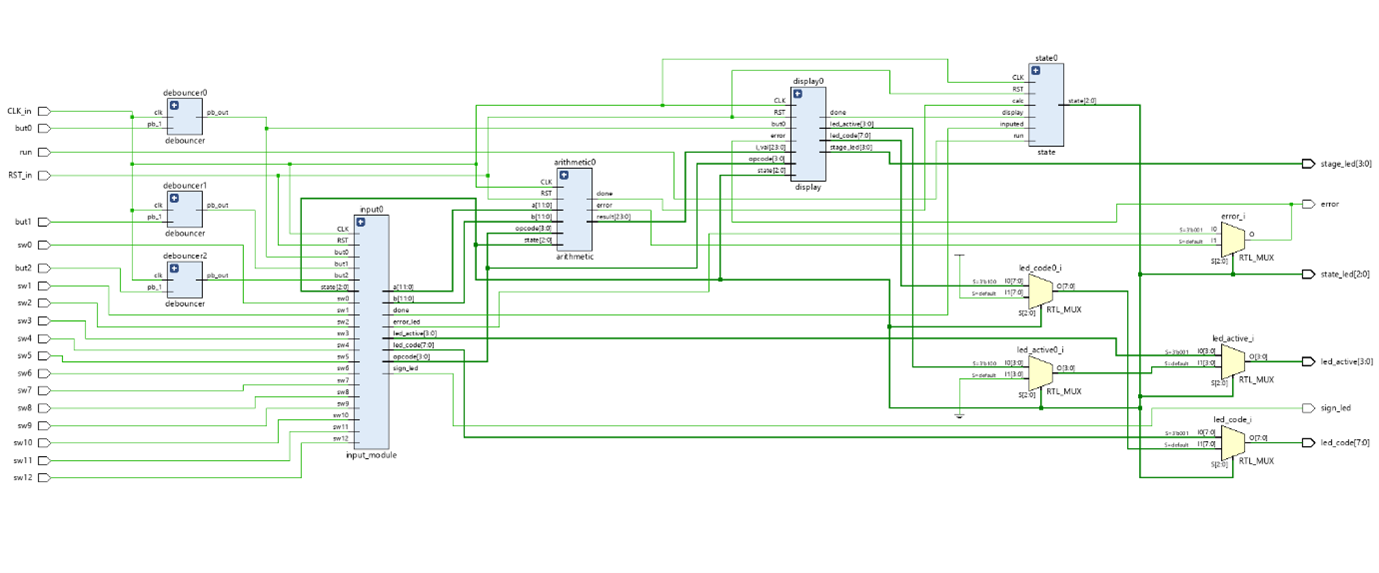 CLK_in
but0
run
RST_in
but1
sw0
but2
sw1
sw2
sw3
sw4
sw5
sw6
sw7
sw8
sw9
sw10
sw11
sw12
debouncer0
clk
pb_1
pb_out
debouncer
debouncer1
clk
pb_1
pb_out
debouncer
debouncer2
clk
pb_1
pb_out
debouncer
input0
CLK
RST
but0
but1
but2
state[2:0]
sw0
sw1
sw2
sw3
sw4
sw5
sw6
sw7
sw8
sw9
sw10
sw11
sw12
a[11:0]
b[11:0]
done
error_led
led_active[3:0]
led_code[7:0]
opcode[3:0]
sign_led
input_module
arithmetic0
CLK
RST
a[11:0]
b[11:0]
opcode[3:0]
state[2:0]
done
error
result[23:0]
arithmetic
display0
CLK
RST
but0
error
i_val[23:0]
opcode[3:0]
state[2:0]
done
led_active[3:0]
led_code[7:0]
stage_led[3:0]
display
state0
CLK
RST
calc
display
inputed
run
state[2:0]
state
led_code0_i
S=3'b100 I0[7:0]
S=default I1[7:0]
S[2:0]
O[7:0]
RTL_MUX
led_active0_i
S=3'b100 I0[3:0]
S=default I1[3:0]
S[2:0]
O[3:0]
RTL_MUX
error_i
S=3'b001 I0
S=default I1
S[2:0]
O
RTL_MUX
led_active_i
S=3'b001 I0[3:0]
S=default I1[3:0]
S[2:0]
O[3:0]
RTL_MUX
led_code_i
S=3'b001 I0[7:0]
S=default I1[7:0]
S[2:0]
O[7:0]
RTL_MUX
stage_led[3:0]
error
state_led[2:0]
led_active[3:0]
sign_led
led_code[7:0]